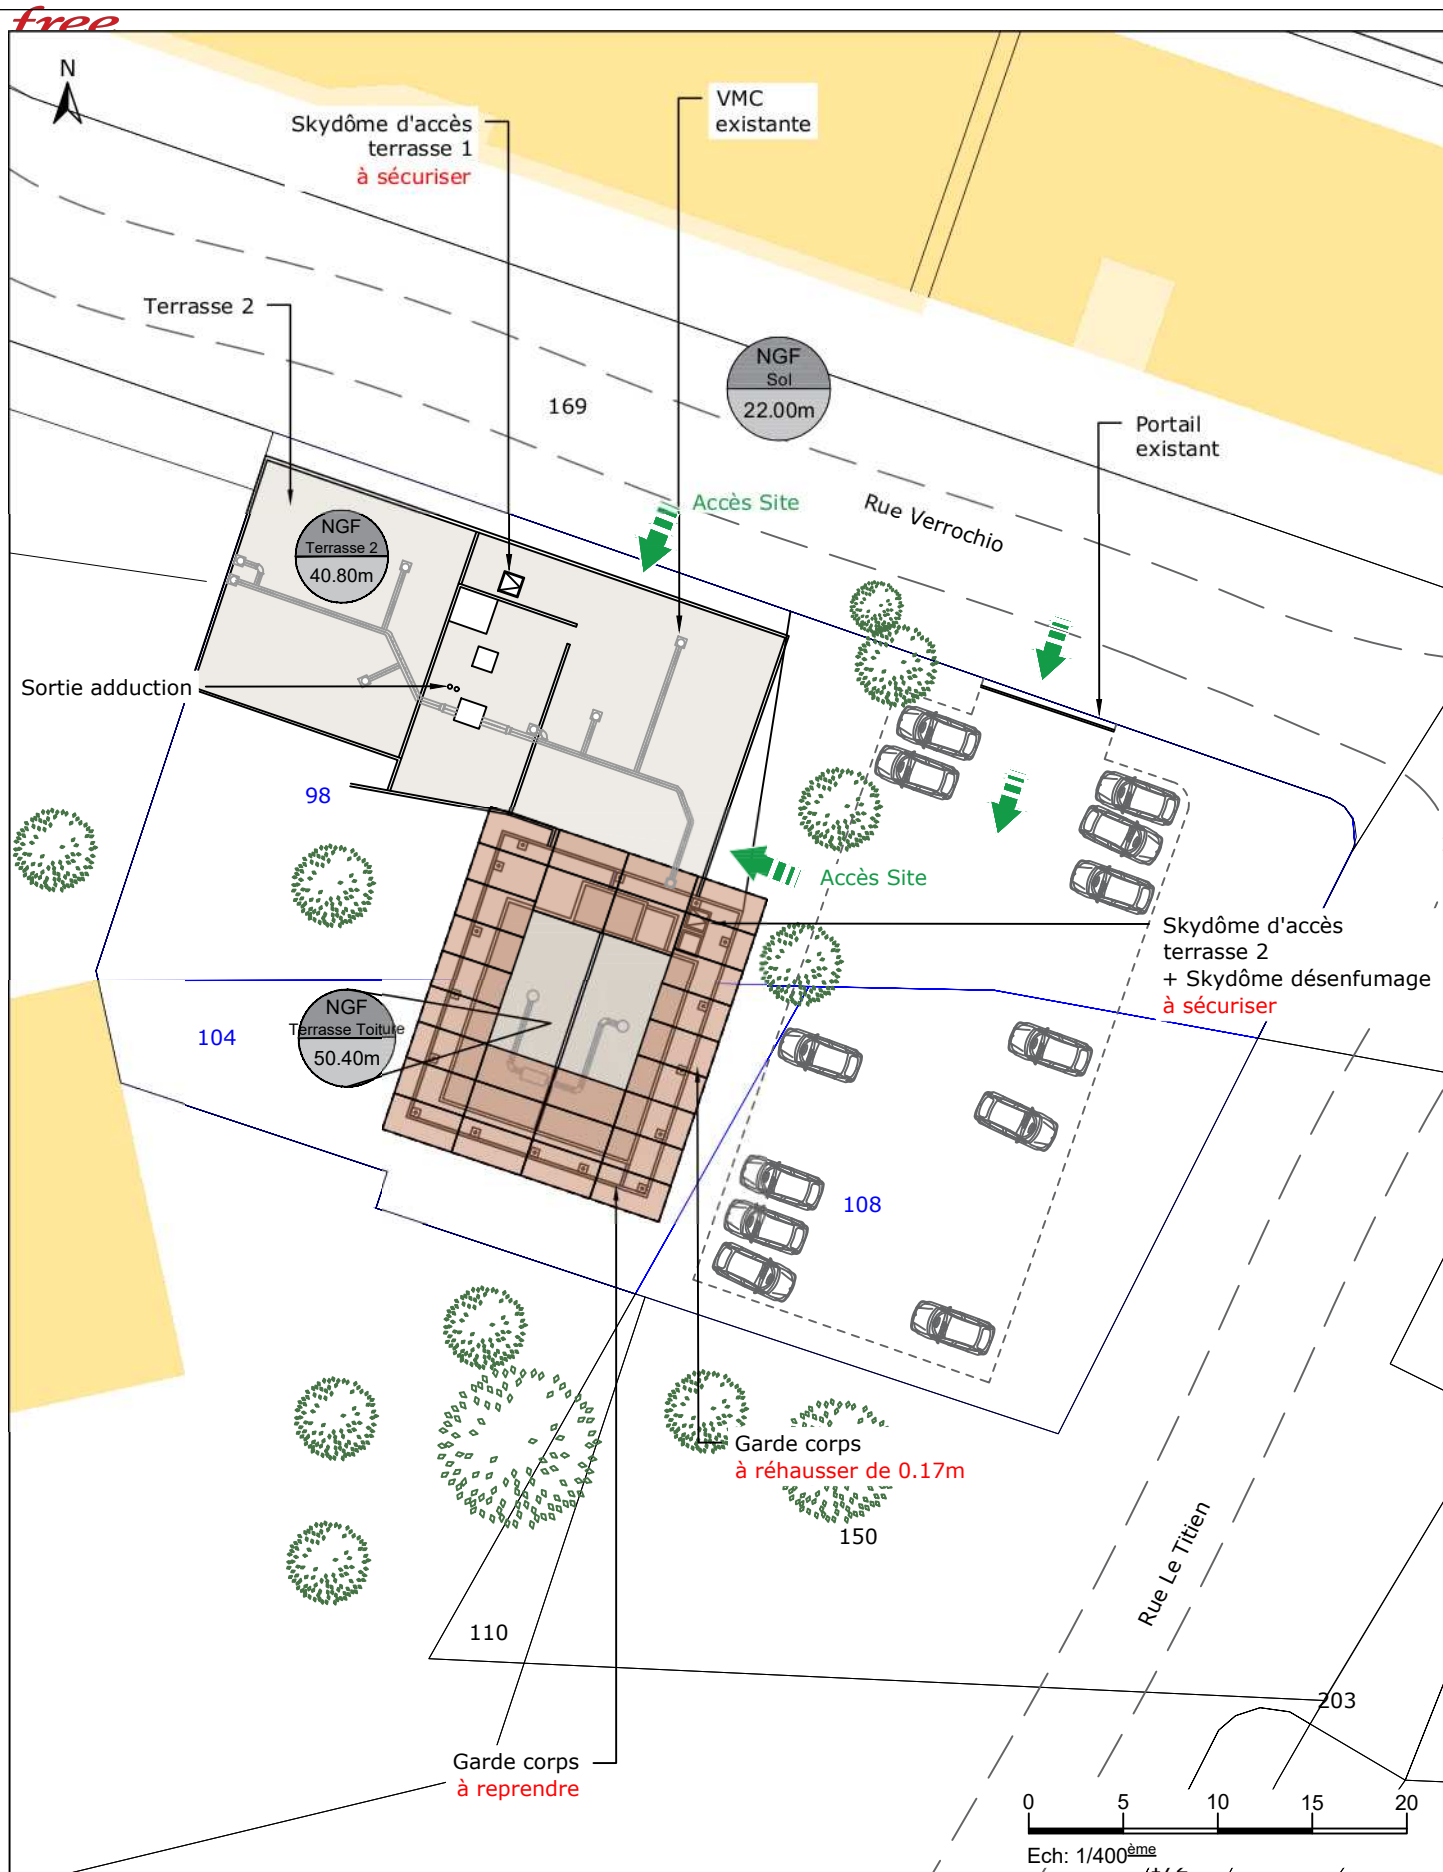 free
N
Skydôme d'accès
terrasse 1
à sécuriser
VMC
existante
Terrasse 2
NGF
Sol
22.00m
169
Portail
existant
Accès Site
Rue Verrochio
NGF
Terrasse 2
40.80m
Sortie adduction
98
Accès Site
Skydôme d'accès
terrasse 2
+ Skydôme désenfumage
à sécuriser
104
NGF
Terrasse Toiture
50.40m
108
Garde corps
à réhausser de 0.17m
150
Rue Le Titien
110
203
Garde corps
à reprendre
0 5 10 15 20
Ech: 1/400ème